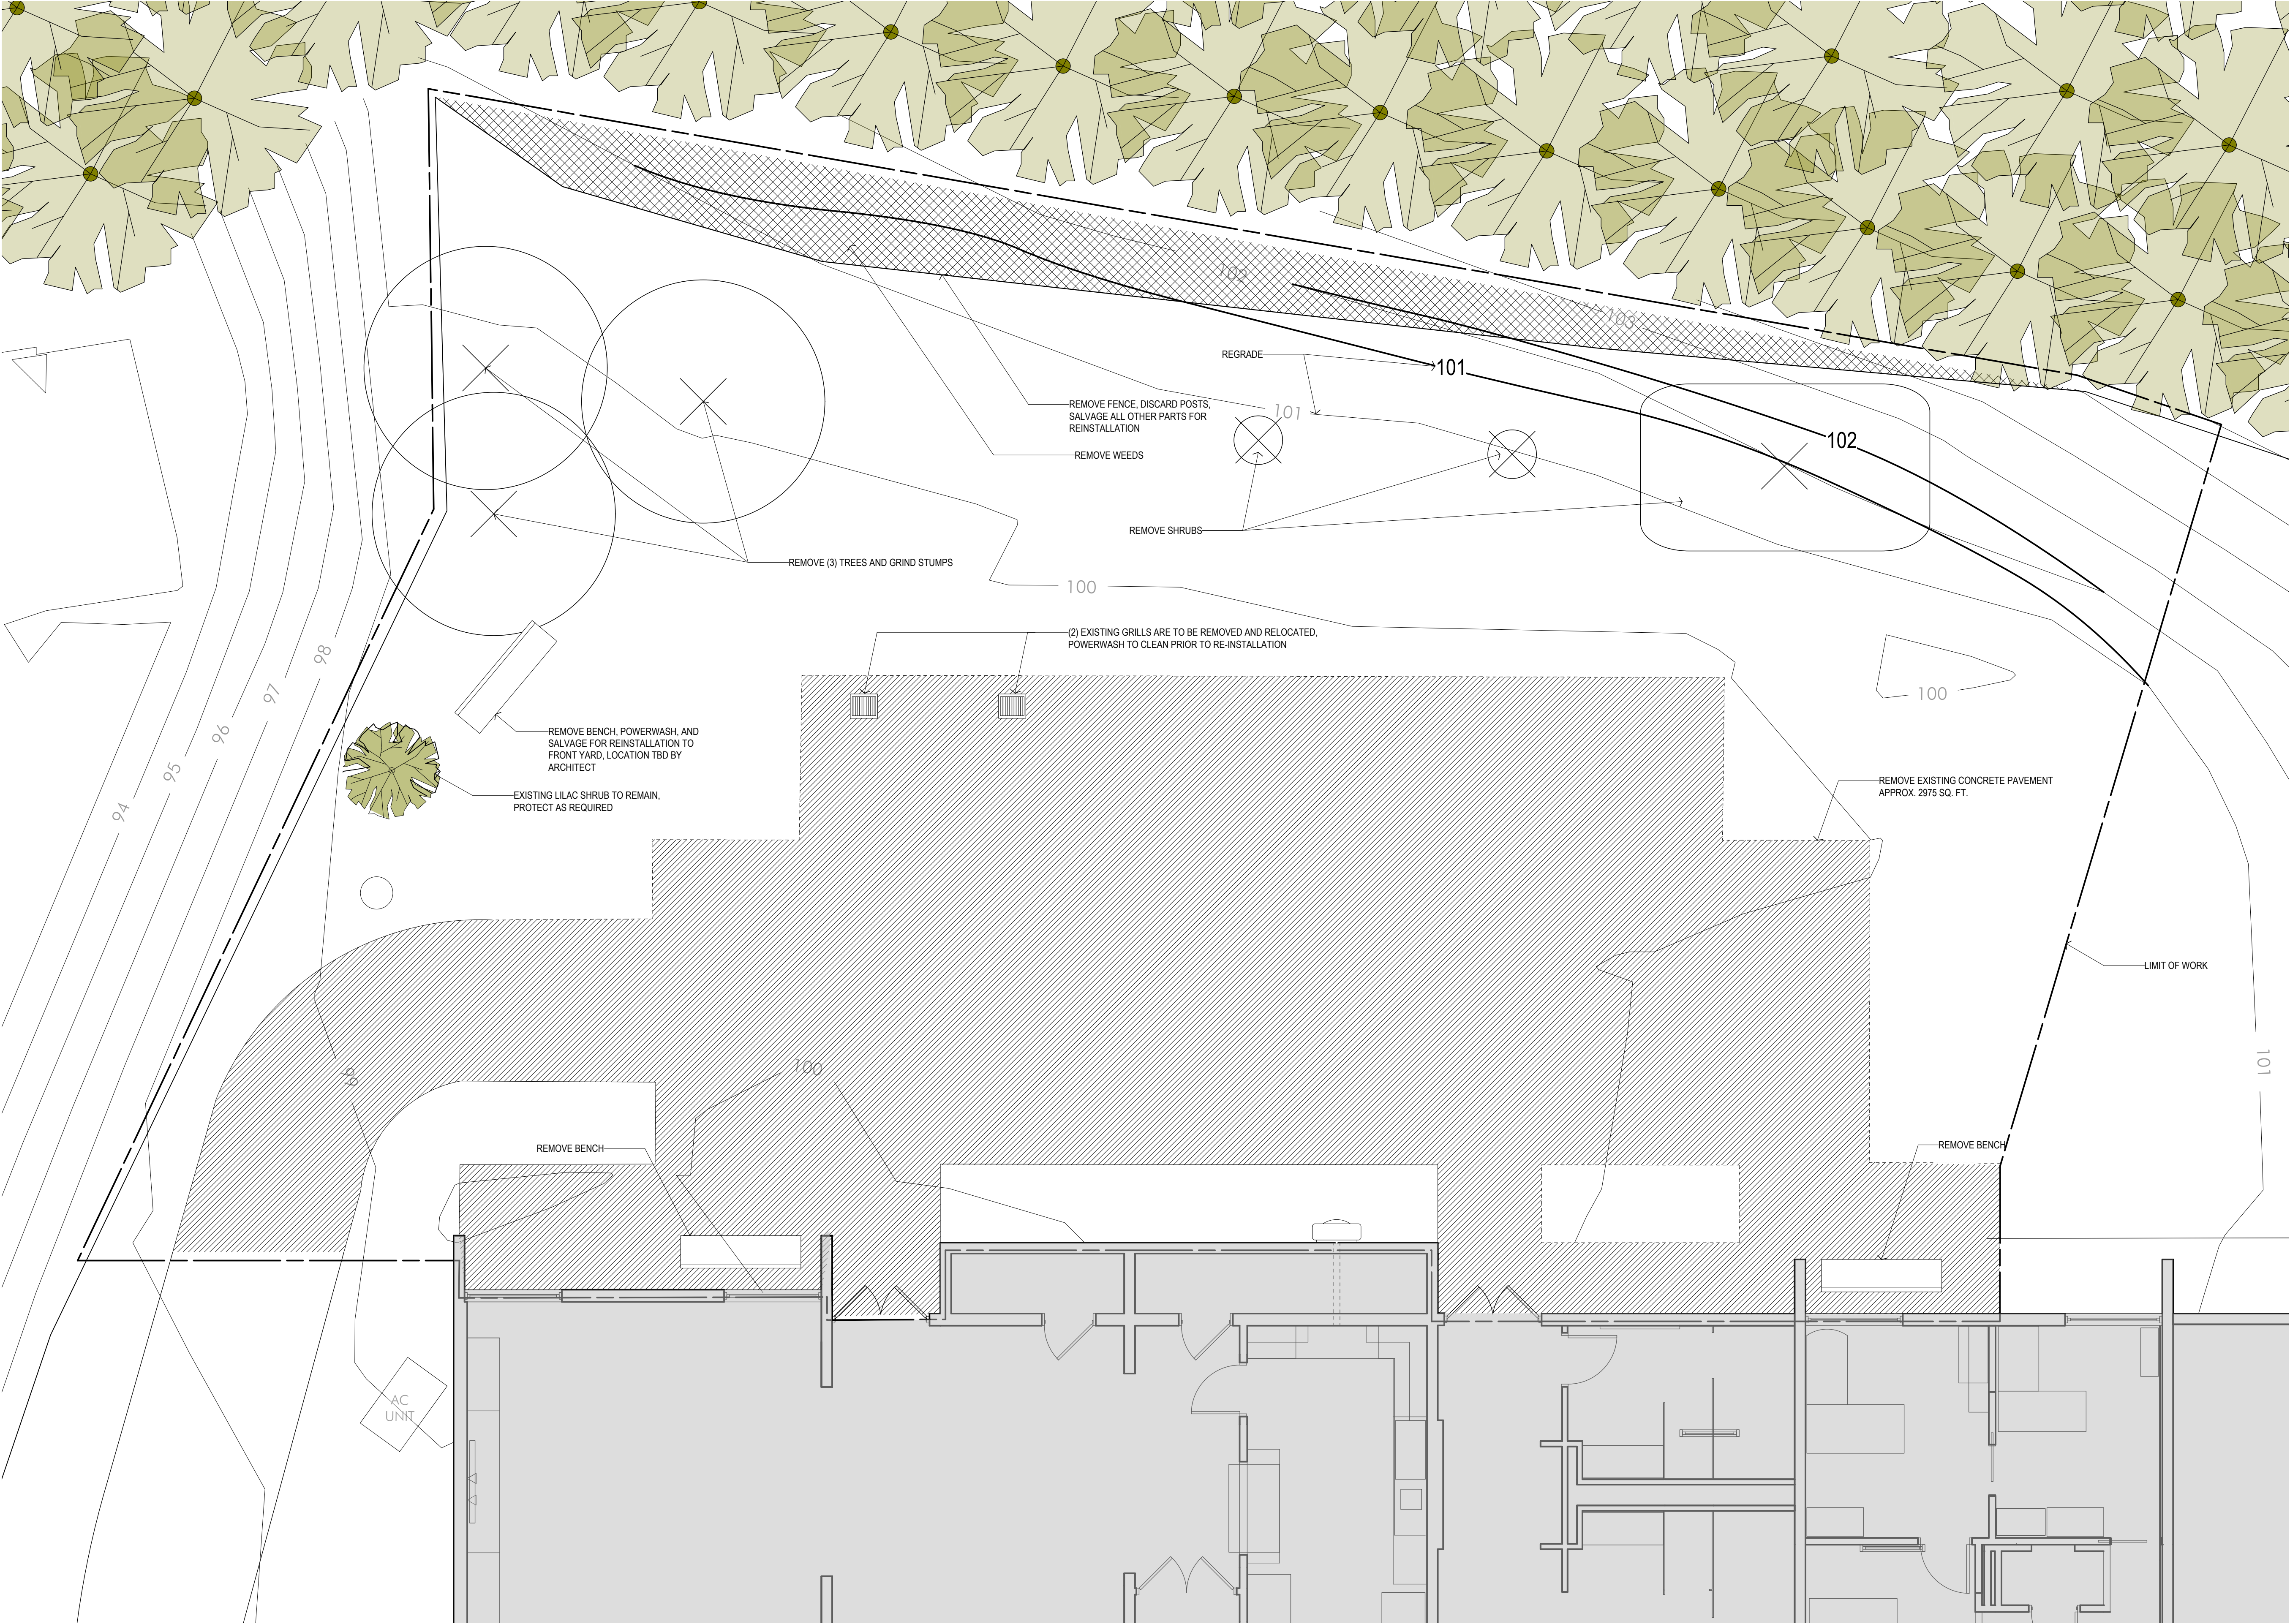 102
103
REGRADE
101
REMOVE FENCE, DISCARD POSTS,
SALVAGE ALL OTHER PARTS FOR
REINSTALLATION
101
102
REMOVE WEEDS
REMOVE SHRUBS
REMOVE (3) TREES AND GRIND STUMPS
100
(2) EXISTING GRILLS ARE TO BE REMOVED AND RELOCATED,
POWERWASH TO CLEAN PRIOR TO RE-INSTALLATION
98
97
96
95
94
100
REMOVE BENCH, POWERWASH, AND
SALVAGE FOR REINSTALLATION TO
FRONT YARD, LOCATION TBD BY
ARCHITECT
EXISTING LILAC SHRUB TO REMAIN,
PROTECT AS REQUIRED
REMOVE EXISTING CONCRETE PAVEMENT
APPROX. 2975 SQ. FT.
LIMIT OF WORK
99
100
101
REMOVE BENCH
REMOVE BENCH
AC
UNIT